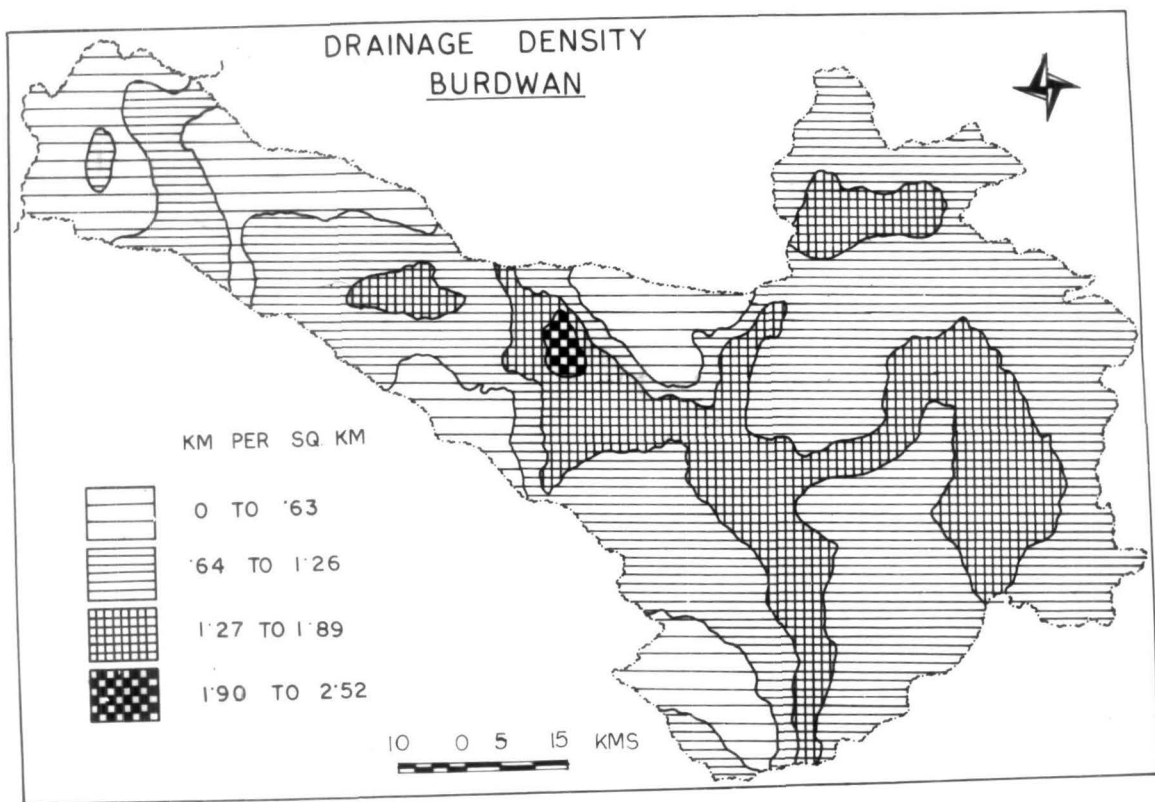 DRAINAGE DENSITY
BURDWAN
KM PER SQ. KM
0 TO ·63
·64 TO 1·26
1·27 TO 1·89
1·90 TO 2·52
10 0 5 15 KMS